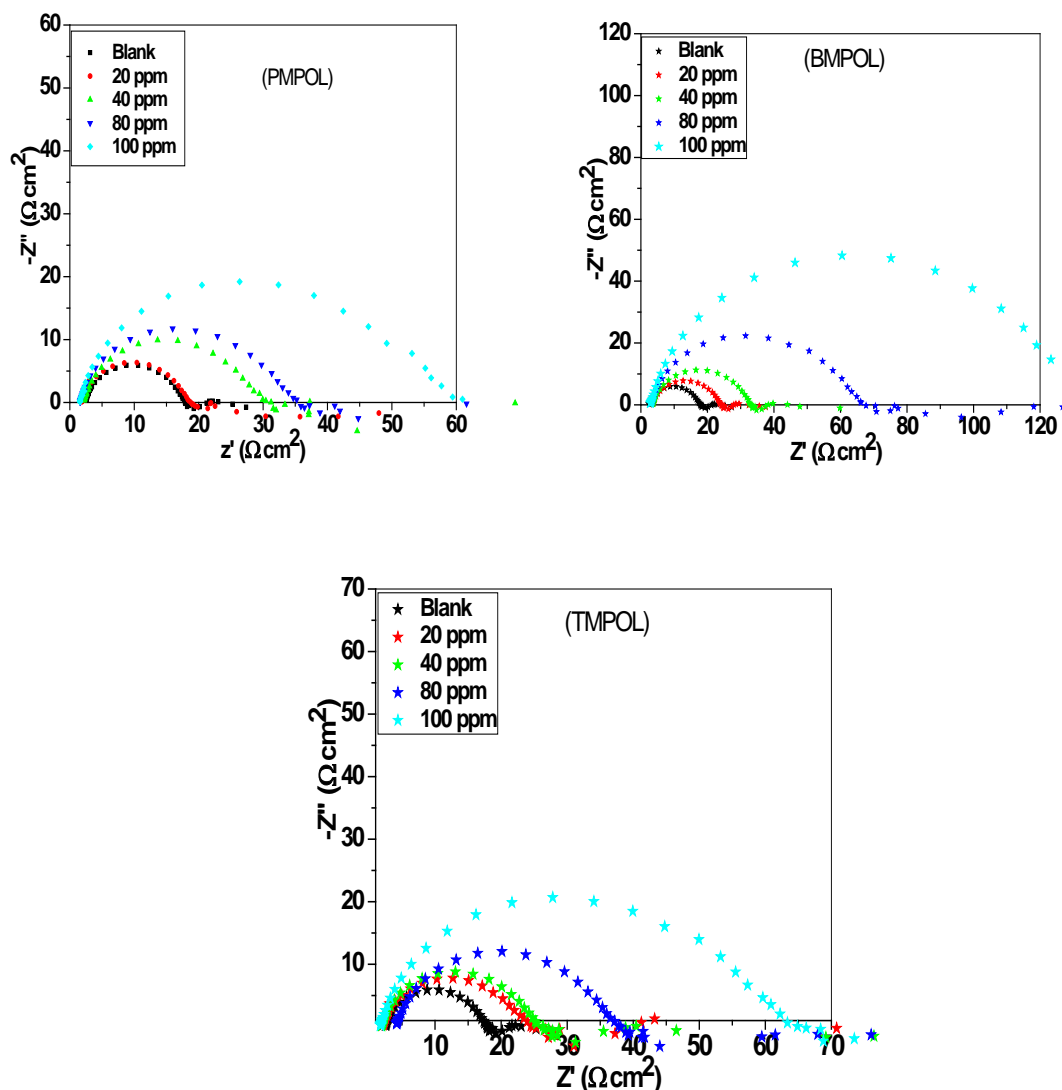 60
50
40
30
20
10
0
-Z" (Ωcm²)
Blank
20 ppm
40 ppm
80 ppm
100 ppm
(PMPOL)
0 10 20 30 40 50 60
z' (Ωcm²)
120
100
80
60
40
20
0
-Z" (Ωcm²)
Blank
20 ppm
40 ppm
80 ppm
100 ppm
(BMPOL)
0 20 40 60 80 100 120
Z' (Ωcm²)
70
60
50
40
30
20
10
-Z" (Ωcm²)
Blank
20 ppm
40 ppm
80 ppm
100 ppm
(TMPOL)
10 20 30 40 50 60 70
Z' (Ωcm²)